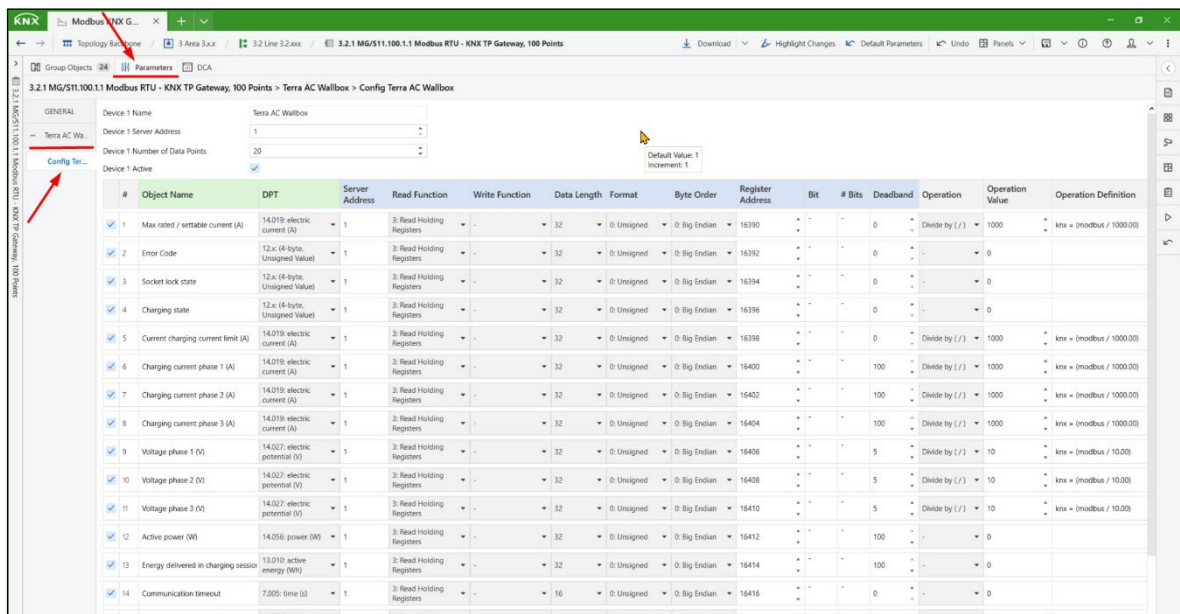 KNX Modbus KNX G...
Topology Backbone / 3 Area 3.x.x / 3.2 Line 3.2.xxx / 3.2.1 MG/S11.100.1.1 Modbus RTU - KNX TP Gateway, 100 Points Download Highlight Changes Default Parameters Undo Panels
Group Objects 24 Parameters DCA
3.2.1 MG/S11.100.1.1 Modbus RTU - KNX TP Gateway, 100 Points > Terra AC Wallbox > Config Terra AC Wallbox
3.2.1 MG/S11.100.1.1 Modbus RTU - KNX TP Gateway, 100 Points
GENERAL
Terra AC Wa...
Config Ter...
Device 1 Name Terra AC Wallbox
Device 1 Server Address 1
Device 1 Number of Data Points 20
Device 1 Active
Default Value: 1
Increment: 1
# Object Name DPT Server Address Read Function Write Function Data Length Format Byte Order Register Address Bit # Bits Deadband Operation Operation Value Operation Definition
1 Max rated / settable current (A) 14.019: electric current (A) 1 3: Read Holding Registers - 32 0: Unsigned 0: Big Endian 16390 - - 0 Divide by ( / ) 1000 knx = (modbus / 1000.00)
2 Error Code 12.x: (4-byte, Unsigned Value) 1 3: Read Holding Registers - 32 0: Unsigned 0: Big Endian 16392 - - 0 - 0
3 Socket lock state 12.x: (4-byte, Unsigned Value) 1 3: Read Holding Registers - 32 0: Unsigned 0: Big Endian 16394 - - 0 - 0
4 Charging state 12.x: (4-byte, Unsigned Value) 1 3: Read Holding Registers - 32 0: Unsigned 0: Big Endian 16396 - - 0 - 0
5 Current charging current limit (A) 14.019: electric current (A) 1 3: Read Holding Registers - 32 0: Unsigned 0: Big Endian 16398 - - 0 Divide by ( / ) 1000 knx = (modbus / 1000.00)
6 Charging current phase 1 (A) 14.019: electric current (A) 1 3: Read Holding Registers - 32 0: Unsigned 0: Big Endian 16400 - - 100 Divide by ( / ) 1000 knx = (modbus / 1000.00)
7 Charging current phase 2 (A) 14.019: electric current (A) 1 3: Read Holding Registers - 32 0: Unsigned 0: Big Endian 16402 - - 100 Divide by ( / ) 1000 knx = (modbus / 1000.00)
8 Charging current phase 3 (A) 14.019: electric current (A) 1 3: Read Holding Registers - 32 0: Unsigned 0: Big Endian 16404 - - 100 Divide by ( / ) 1000 knx = (modbus / 1000.00)
9 Voltage phase 1 (V) 14.027: electric potential (V) 1 3: Read Holding Registers - 32 0: Unsigned 0: Big Endian 16406 - - 5 Divide by ( / ) 10 knx = (modbus / 10.00)
10 Voltage phase 2 (V) 14.027: electric potential (V) 1 3: Read Holding Registers - 32 0: Unsigned 0: Big Endian 16408 - - 5 Divide by ( / ) 10 knx = (modbus / 10.00)
11 Voltage phase 3 (V) 14.027: electric potential (V) 1 3: Read Holding Registers - 32 0: Unsigned 0: Big Endian 16410 - - 5 Divide by ( / ) 10 knx = (modbus / 10.00)
12 Active power (W) 14.056: power (W) 1 3: Read Holding Registers - 32 0: Unsigned 0: Big Endian 16412 - - 100 - 0
13 Energy delivered in charging session 13.010: active energy (Wh) 1 3: Read Holding Registers - 32 0: Unsigned 0: Big Endian 16414 - - 100 - 0
14 Communication timeout 7.005: time (s) 1 3: Read Holding Registers - 16 0: Unsigned 0: Big Endian 16416 - - 0 - 0